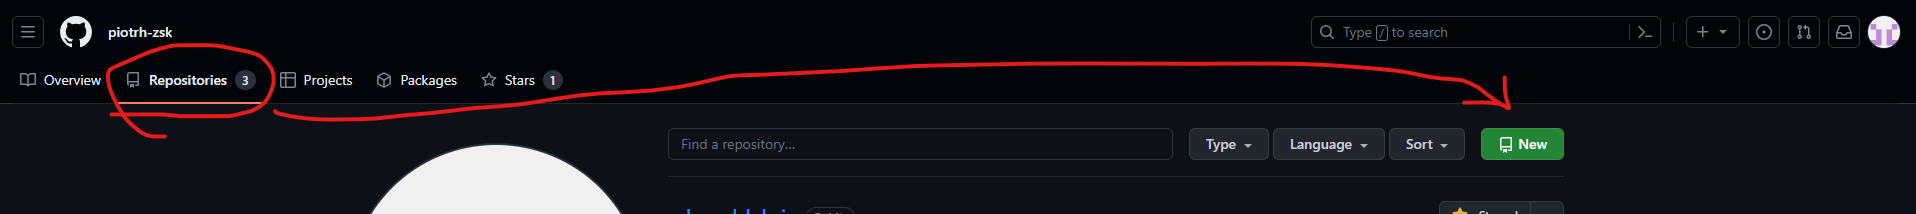 piotrh-zsk
Type / to search
Overview
Repositories 3
Projects
Packages
Stars 1
Find a repository...
Type
Language
Sort
New